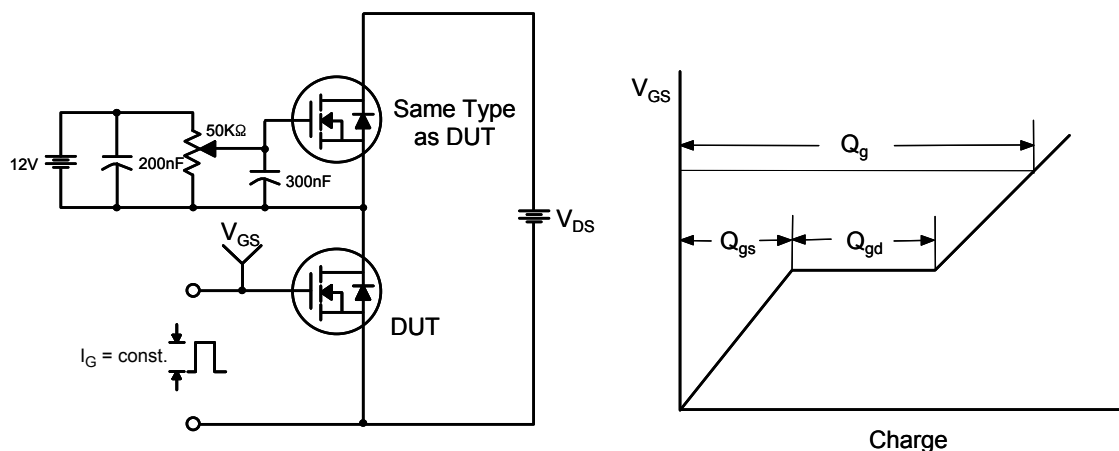 Same Type
as DUT
50KΩ
12V
200nF
300nF
V_DS
V_GS
DUT
I_G = const.
V_GS
Q_g
Q_gs
Q_gd
Charge